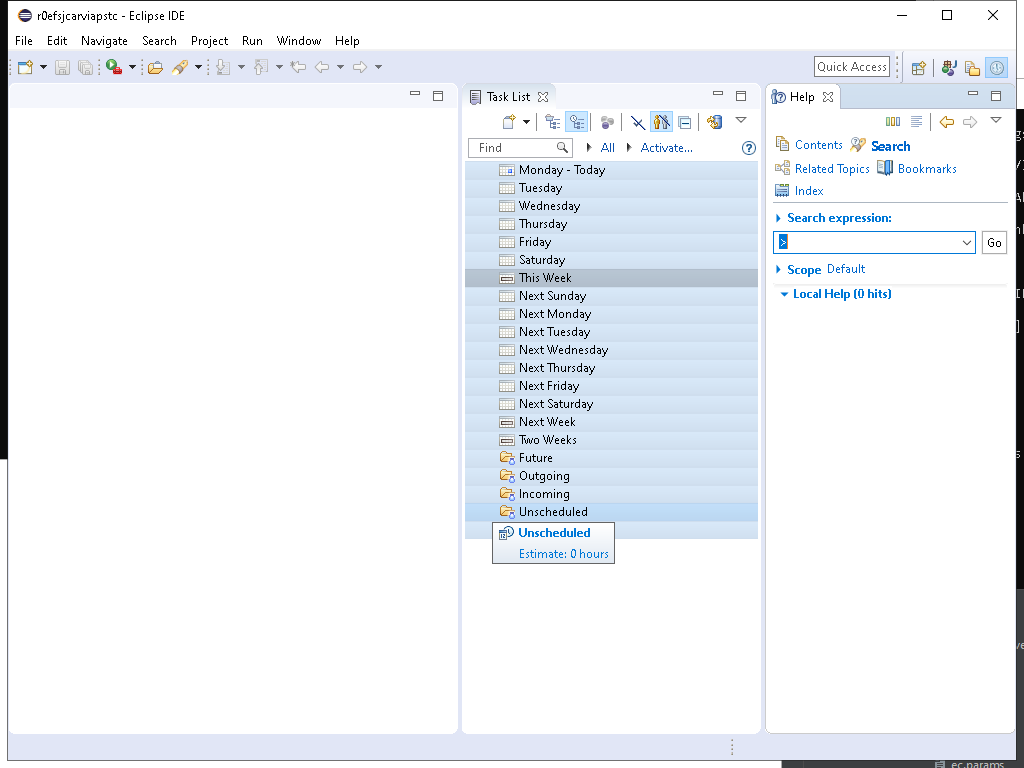 r0efsjcarviapstc - Eclipse IDE
File Edit Navigate Search Project Run Window Help
Quick Access
Task List
Find
All
Activate...
Monday - Today
Tuesday
Wednesday
Thursday
Friday
Saturday
This Week
Next Sunday
Next Monday
Next Tuesday
Next Wednesday
Next Thursday
Next Friday
Next Saturday
Next Week
Two Weeks
Future
Outgoing
Incoming
Unscheduled
Unscheduled
Estimate: 0 hours
Help
Contents Search
Related Topics Bookmarks
Index
Search expression:
> Go
Scope Default
Local Help (0 hits)
ec.params